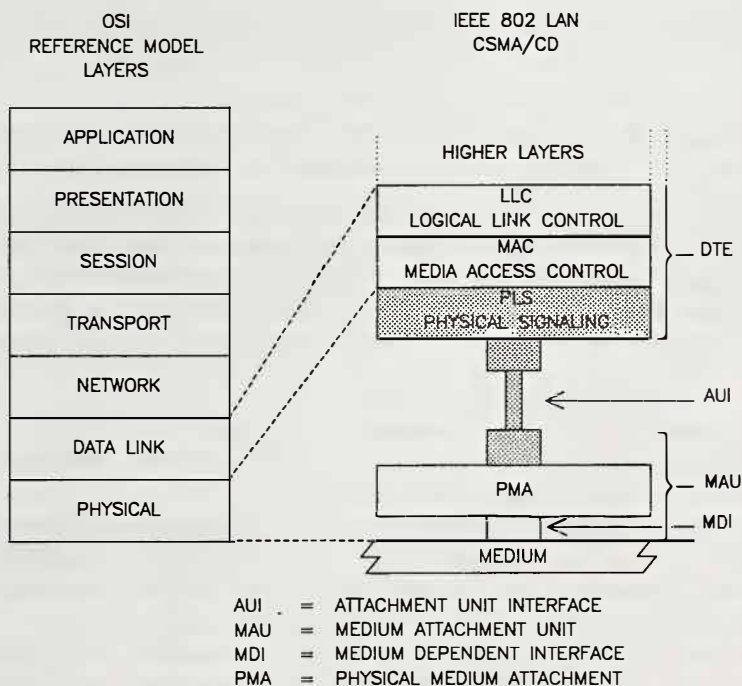 OSI
REFERENCE MODEL
LAYERS
APPLICATION
PRESENTATION
SESSION
TRANSPORT
NETWORK
DATA LINK
PHYSICAL
IEEE 802 LAN
CSMA/CD
HIGHER LAYERS
LLC
LOGICAL LINK CONTROL
MAC
MEDIA ACCESS CONTROL
PLS
PHYSICAL SIGNALING
DTE
AUI
PMA
MAU
MDI
MEDIUM
AUI = ATTACHMENT UNIT INTERFACE
MAU = MEDIUM ATTACHMENT UNIT
MDI = MEDIUM DEPENDENT INTERFACE
PMA = PHYSICAL MEDIUM ATTACHMENT